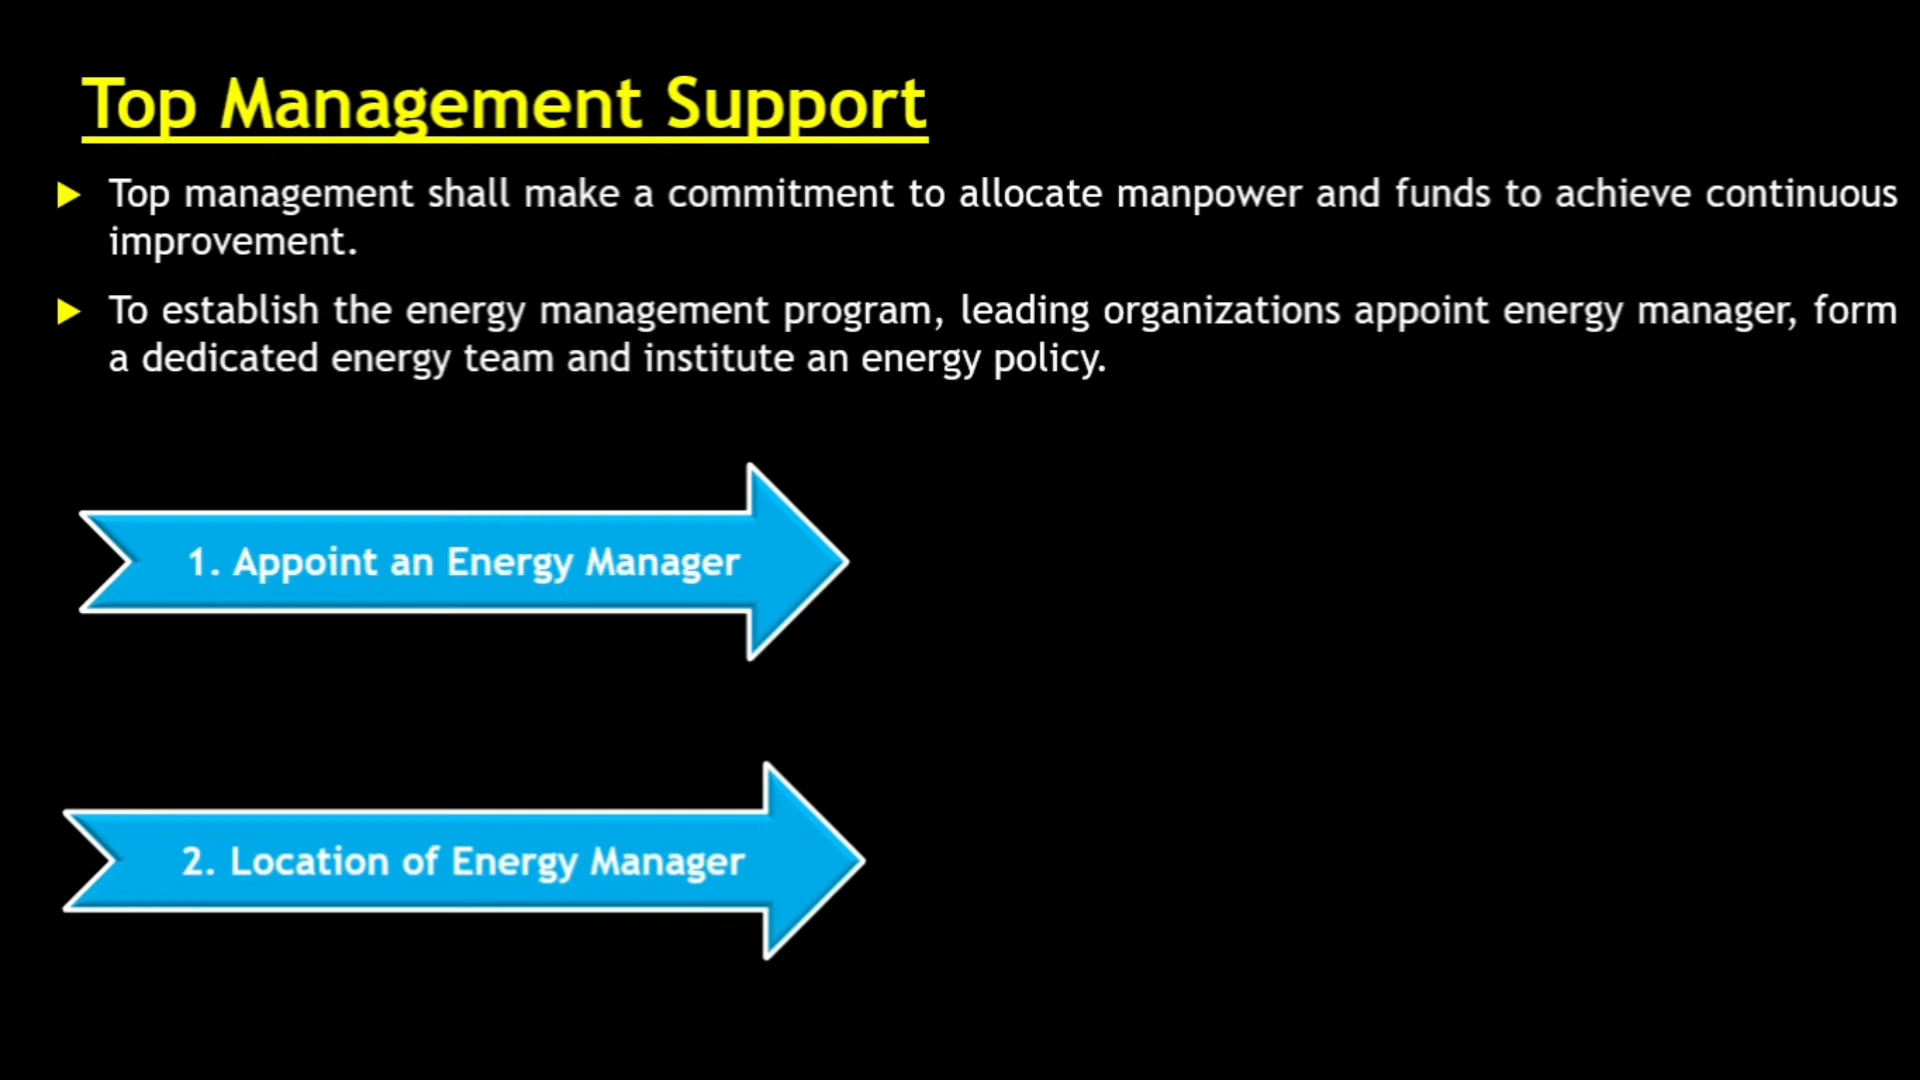 Top Management Support
Top management shall make a commitment to allocate manpower and funds to achieve continuous
improvement.
To establish the energy management program, leading organizations appoint energy manager, form
a dedicated energy team and institute an energy policy.
1. Appoint an Energy Manager
2. Location of Energy Manager